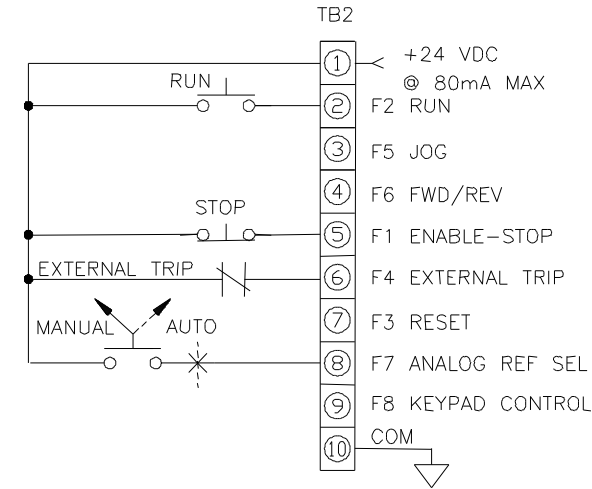 TB2
① +24 VDC
@ 80mA MAX
RUN
② F2 RUN
③ F5 JOG
④ F6 FWD/REV
STOP
⑤ F1 ENABLE-STOP
EXTERNAL TRIP
⑥ F4 EXTERNAL TRIP
MANUAL AUTO
⑦ F3 RESET
⑧ F7 ANALOG REF SEL
⑨ F8 KEYPAD CONTROL
⑩ COM